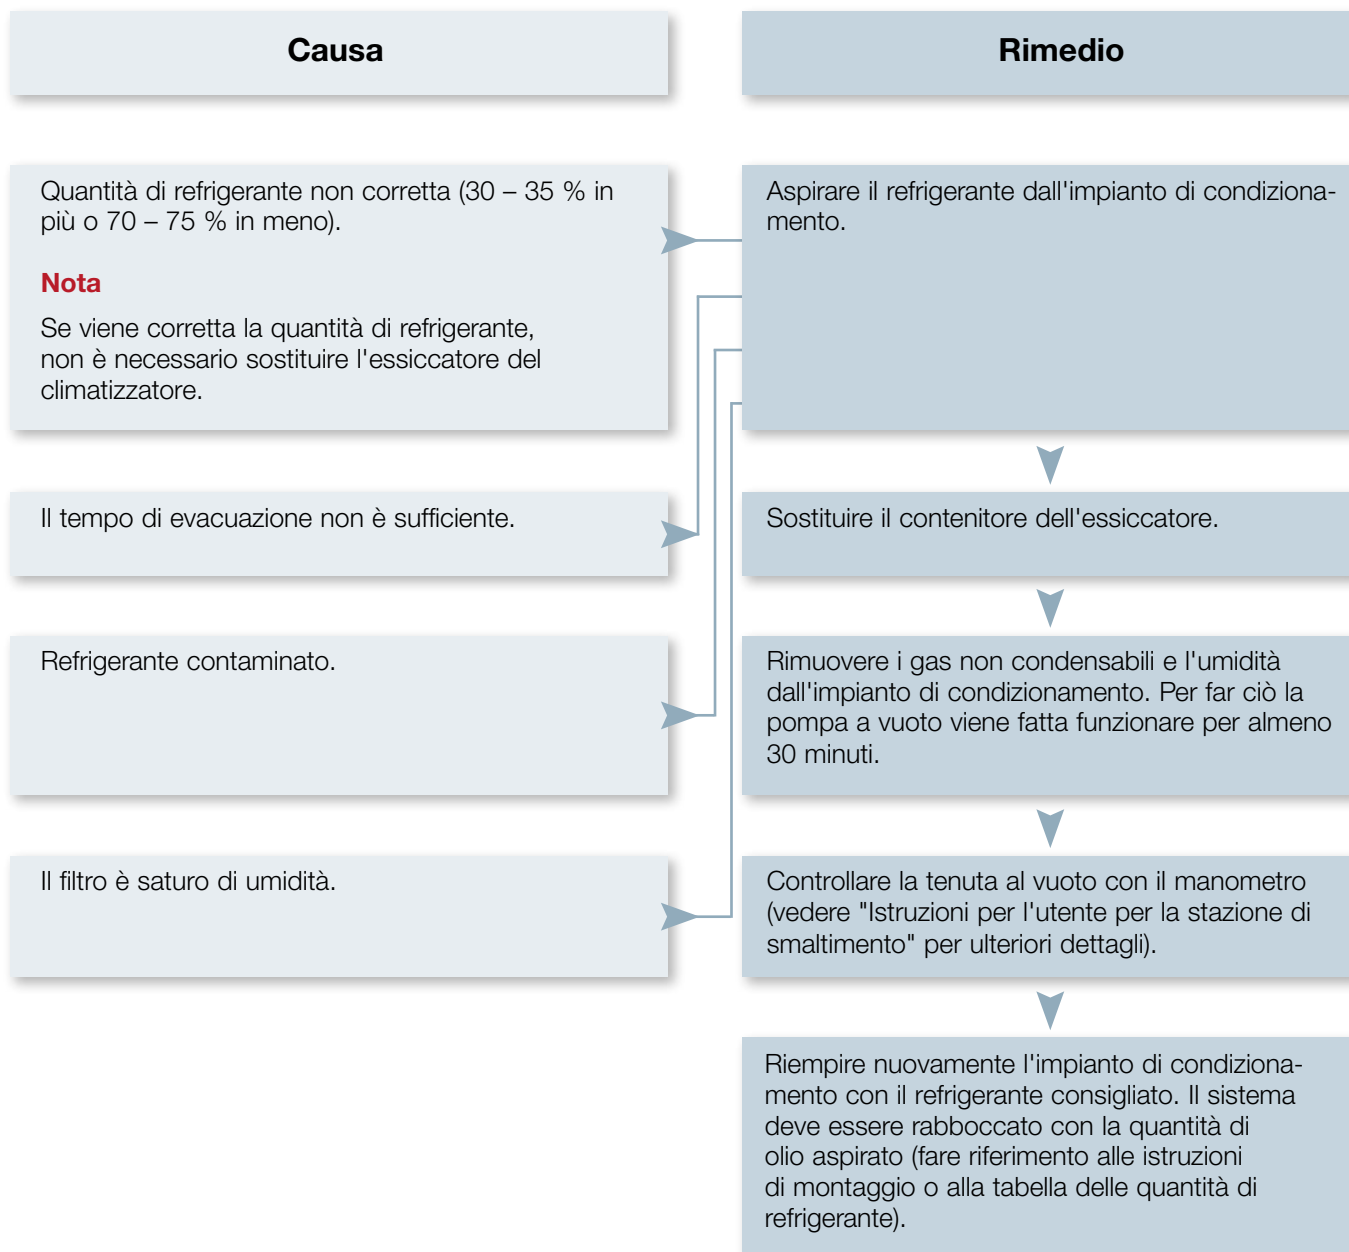 Causa
Rimedio
Quantità di refrigerante non corretta (30 – 35 % in
più o 70 – 75 % in meno).
Nota
Se viene corretta la quantità di refrigerante,
non è necessario sostituire l'essiccatore del
climatizzatore.
Aspirare il refrigerante dall'impianto di condiziona-
mento.
Il tempo di evacuazione non è sufficiente.
Sostituire il contenitore dell'essiccatore.
Refrigerante contaminato.
Rimuovere i gas non condensabili e l'umidità
dall'impianto di condizionamento. Per far ciò la
pompa a vuoto viene fatta funzionare per almeno
30 minuti.
Il filtro è saturo di umidità.
Controllare la tenuta al vuoto con il manometro
(vedere "Istruzioni per l'utente per la stazione di
smaltimento" per ulteriori dettagli).
Riempire nuovamente l'impianto di condiziona-
mento con il refrigerante consigliato. Il sistema
deve essere rabboccato con la quantità di
olio aspirato (fare riferimento alle istruzioni
di montaggio o alla tabella delle quantità di
refrigerante).